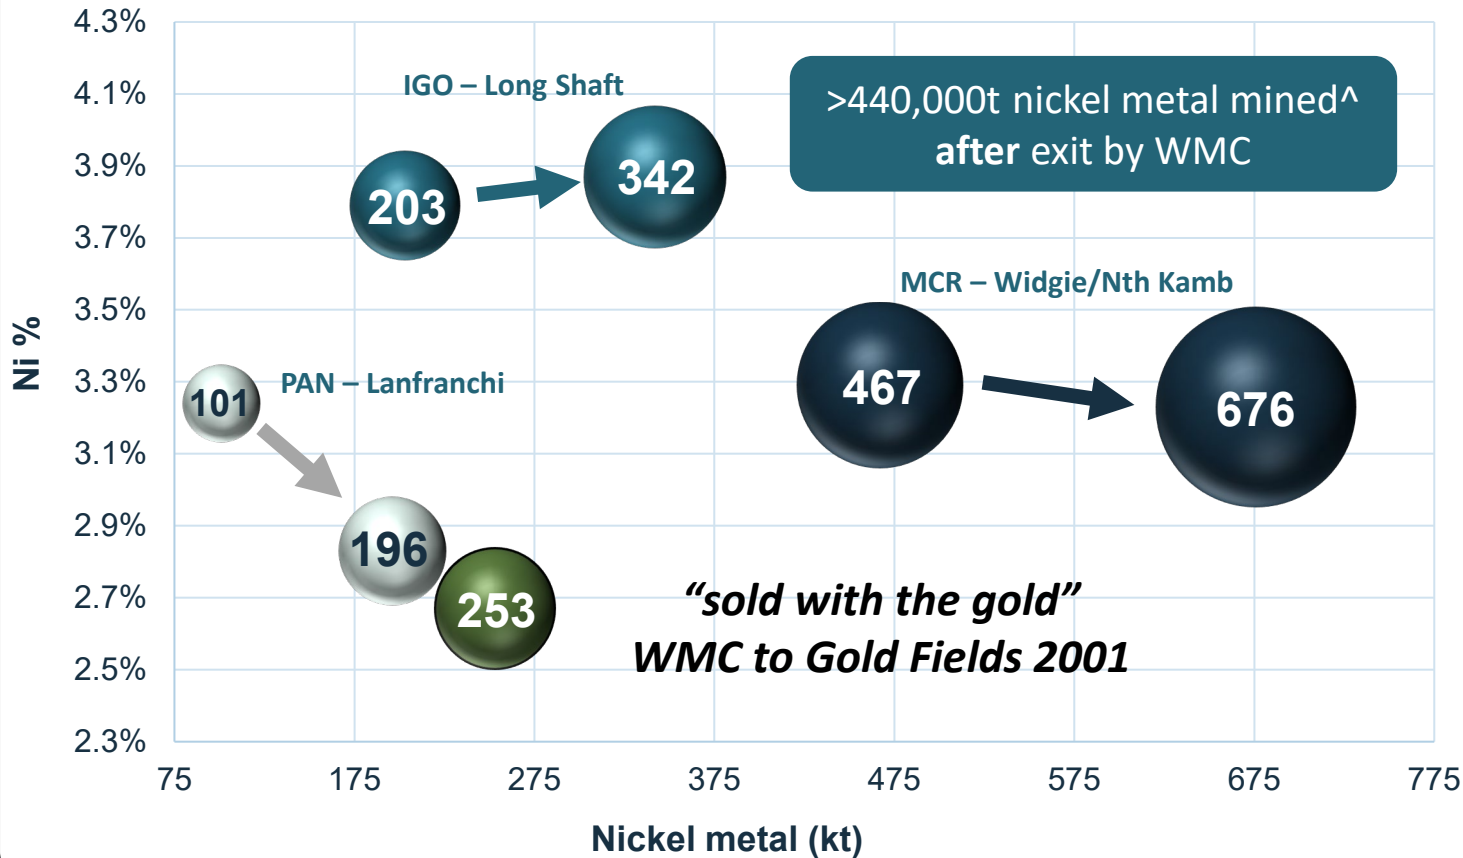 4.3%
4.1%
3.9%
3.7%
3.5%
3.3%
3.1%
2.9%
2.7%
2.5%
2.3%
Ni %
IGO – Long Shaft
203
342
>440,000t nickel metal mined^
after exit by WMC
MCR – Widgie/Nth Kamb
467
676
PAN – Lanfranchi
101
196
253
“sold with the gold”
WMC to Gold Fields 2001
75 175 275 375 475 575 675 775
Nickel metal (kt)